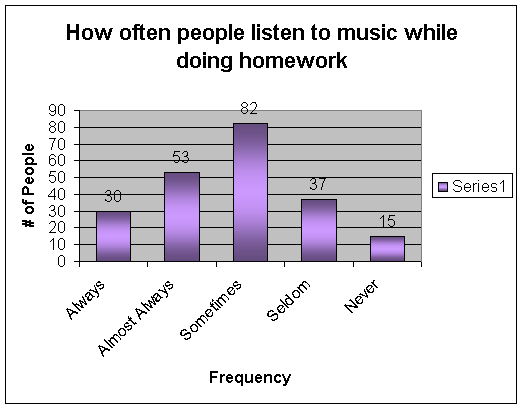 How often people listen to music while
doing homework
# of People
90
80
70
60
50
40
30
20
10
0
30
53
82
37
15
Always
Almost Always
Sometimes
Seldom
Never
Frequency
Series1